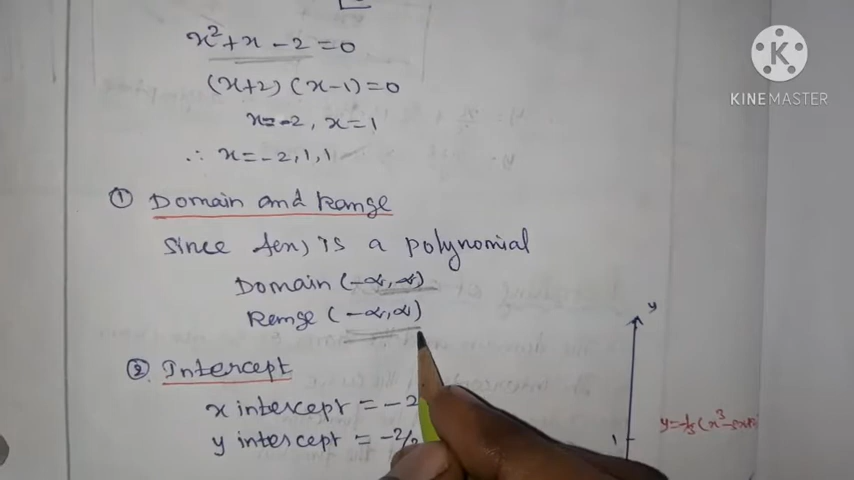 x² + x - 2 = 0
(x+2) (x-1) = 0
x = -2, x = 1
∴ x = -2, 1, 1
① Domain and Range
Since f(x) is a polynomial
Domain (-∞, ∞)
Range (-∞, ∞)
② Intercept
x intercept = -2
y intercept = -2/
y
1
KINEMASTER